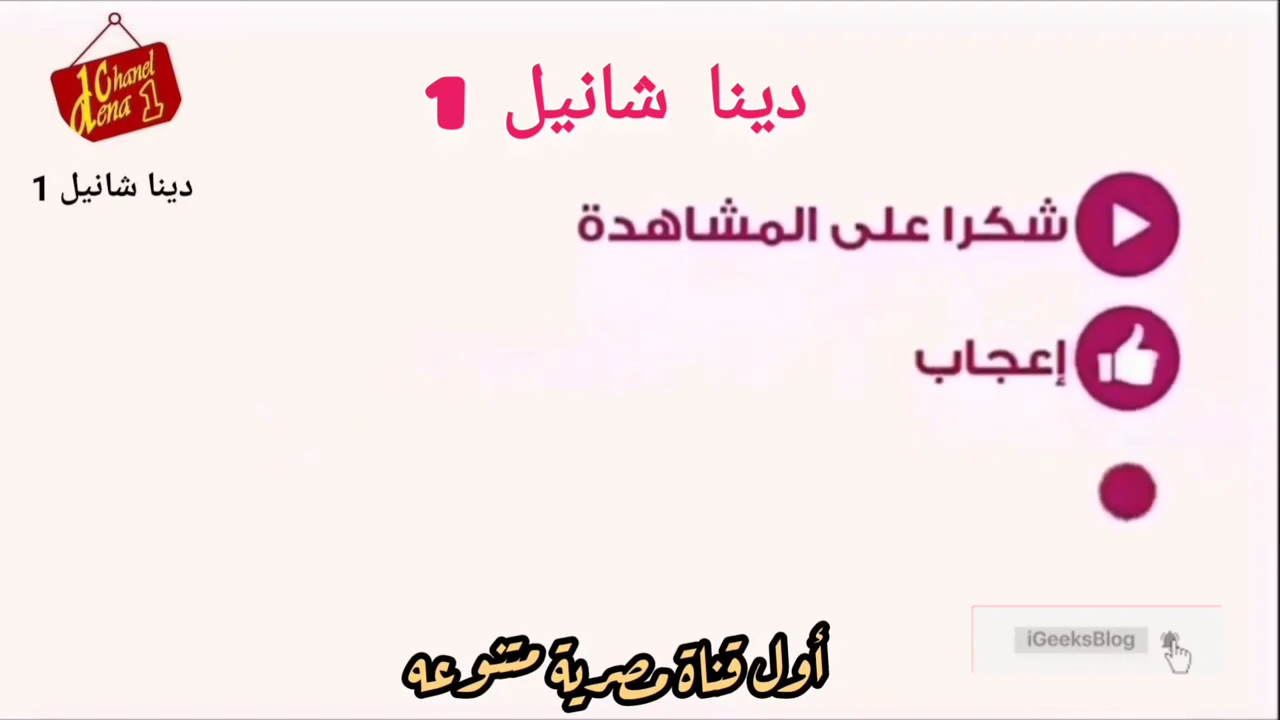 Chanel
dena 1
دينا شانيل 1
دينا شانيل 1
شكرا على المشاهدة
إعجاب
iGeeksBlog
أول قناة مصرية متنوعه